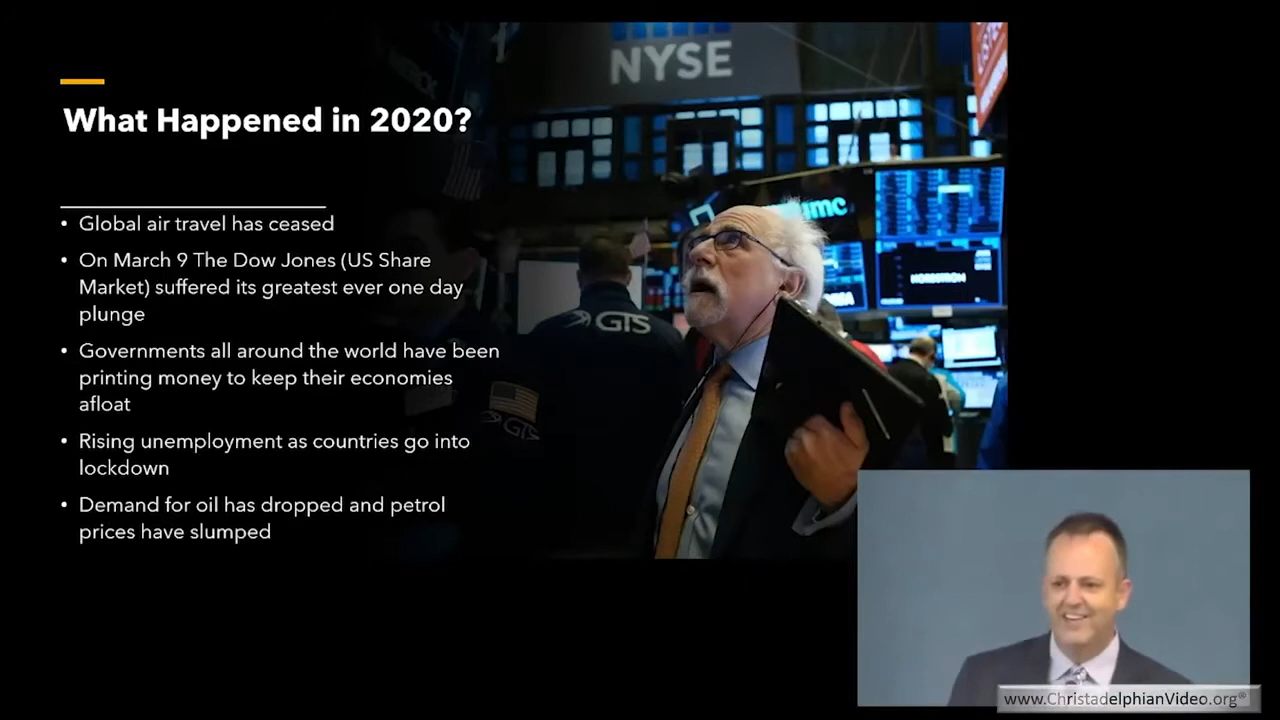 NYSE
What Happened in 2020?
• Global air travel has ceased
• On March 9 The Dow Jones (US Share
Market) suffered its greatest ever one day
plunge
• Governments all around the world have been
printing money to keep their economies
afloat
• Rising unemployment as countries go into
lockdown
• Demand for oil has dropped and petrol
prices have slumped
GTS
GTS
NORDSTROM
www.ChristadelphianVideo.org®